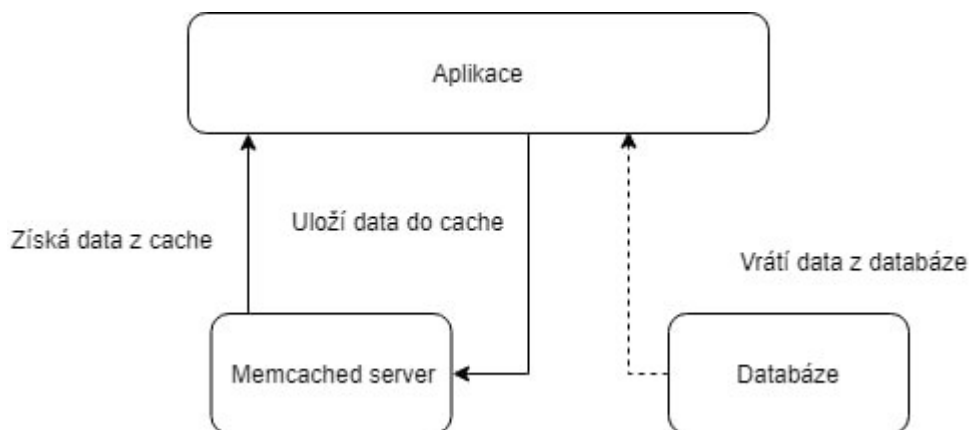 Aplikace
Uloží data do cache
Získá data z cache
Vrátí data z databáze
Memcached server
Databáze